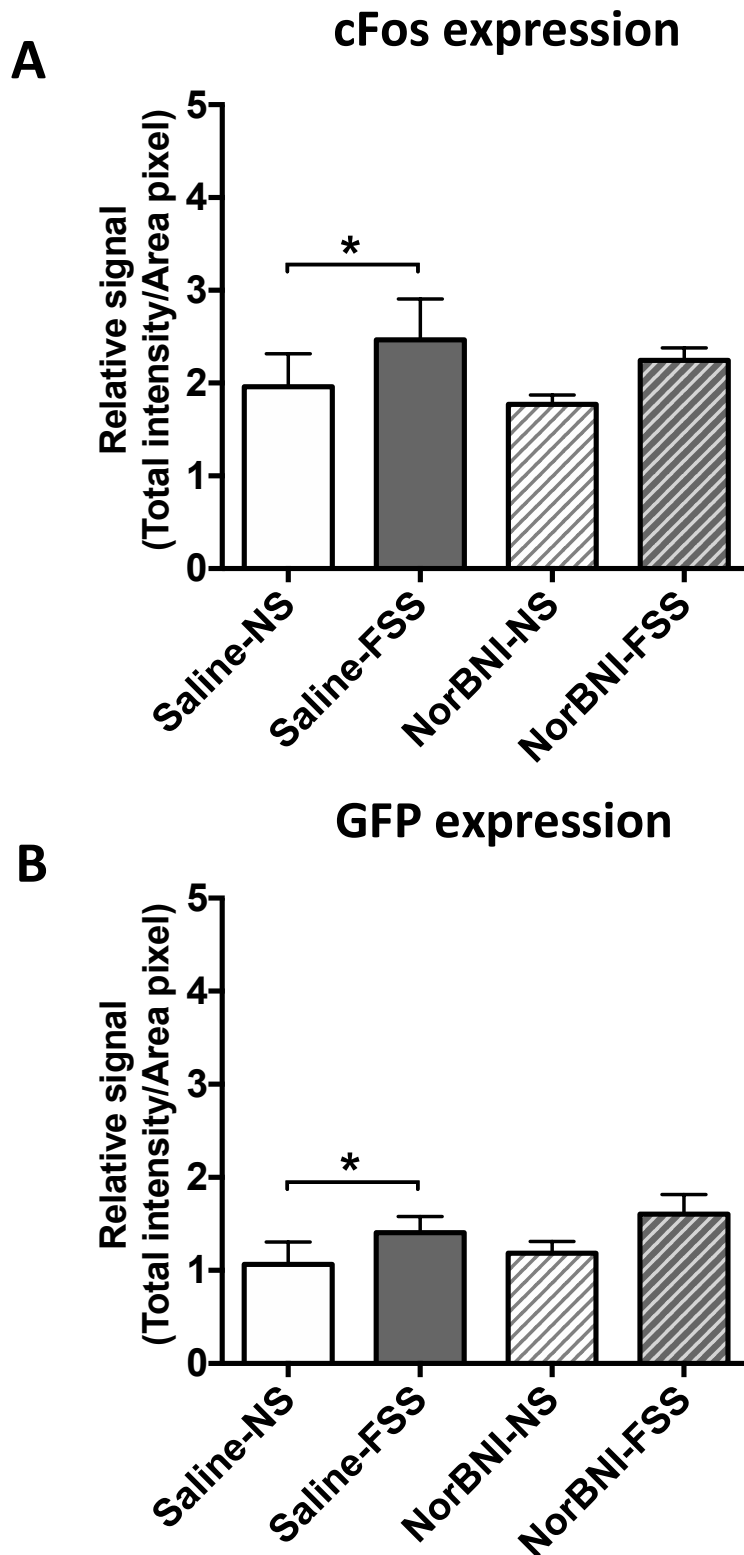 cFos expression
A
Relative signal
(Total intensity/Area pixel)
5
4
3
2
1
0
*
Saline-NS
Saline-FSS
NorBNI-NS
NorBNI-FSS
GFP expression
B
Relative signal
(Total intensity/Area pixel)
5
4
3
2
1
0
*
Saline-NS
Saline-FSS
NorBNI-NS
NorBNI-FSS